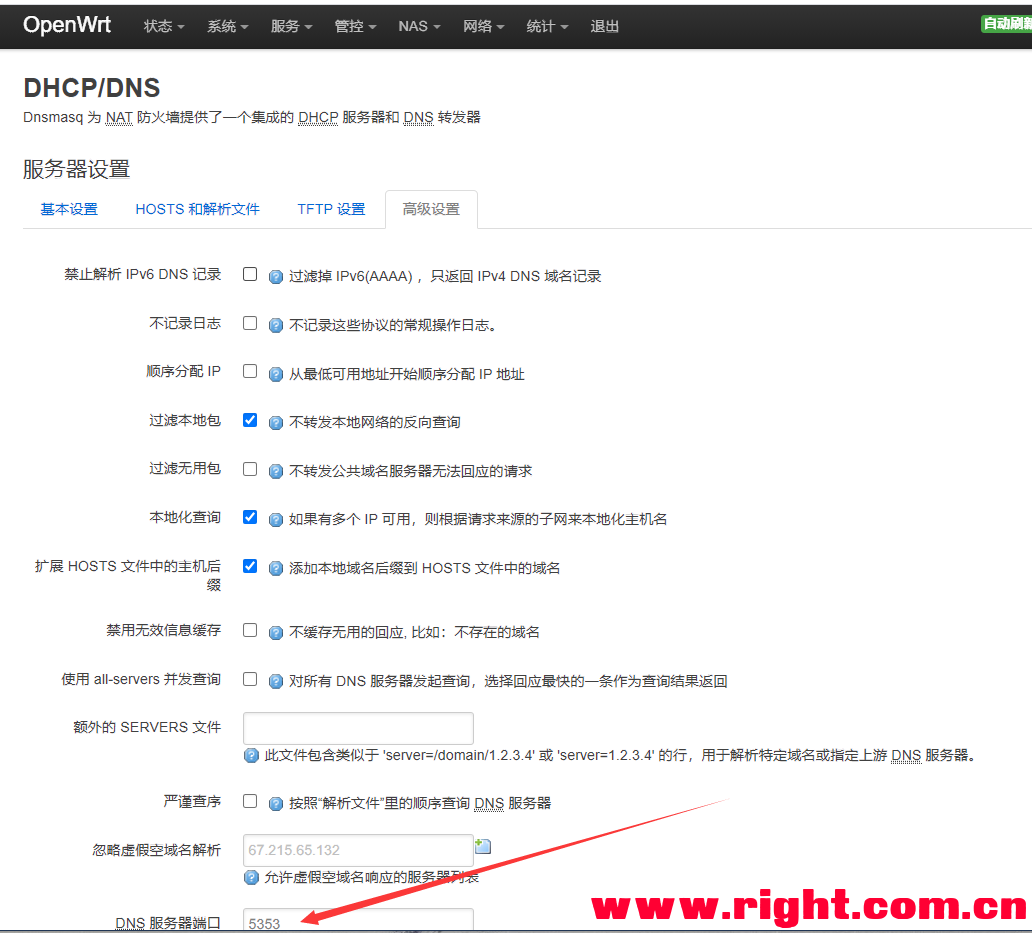 OpenWrt 状态 系统 服务 管控 NAS 网络 统计 退出 自动刷新
DHCP/DNS
Dnsmasq 为 NAT 防火墙提供了一个集成的 DHCP 服务器和 DNS 转发器
服务器设置
基本设置 HOSTS 和解析文件 TFTP 设置 高级设置
禁止解析 IPv6 DNS 记录 过滤掉 IPv6(AAAA) ，只返回 IPv4 DNS 域名记录
不记录日志 不记录这些协议的常规操作日志。
顺序分配 IP 从最低可用地址开始顺序分配 IP 地址
过滤本地包 不转发本地网络的反向查询
过滤无用包 不转发公共域名服务器无法回应的请求
本地化查询 如果有多个 IP 可用，则根据请求来源的子网来本地化主机名
扩展 HOSTS 文件中的主机后 添加本地域名后缀到 HOSTS 文件中的域名
缀
禁用无效信息缓存 不缓存无用的回应, 比如：不存在的域名
使用 all-servers 并发查询 对所有 DNS 服务器发起查询，选择回应最快的一条作为查询结果返回
额外的 SERVERS 文件
此文件包含类似于 'server=/domain/1.2.3.4' 或 'server=1.2.3.4' 的行，用于解析特定域名或指定上游 DNS 服务器。
严谨查序 按照“解析文件”里的顺序查询 DNS 服务器
忽略虚假空域名解析 67.215.65.132
允许虚假空域名响应的服务器列表
DNS 服务器端口 5353
www.right.com.cn